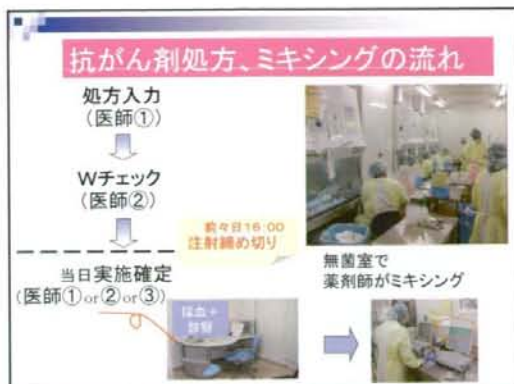 抗がん剤処方、ミキシングの流れ
処方入力
(医師①)
Wチェック
(医師②)
前々日16:00
注射締め切り
当日実施確定
(医師①or②or③)
採血+
診察
無菌室で
薬剤師がミキシング